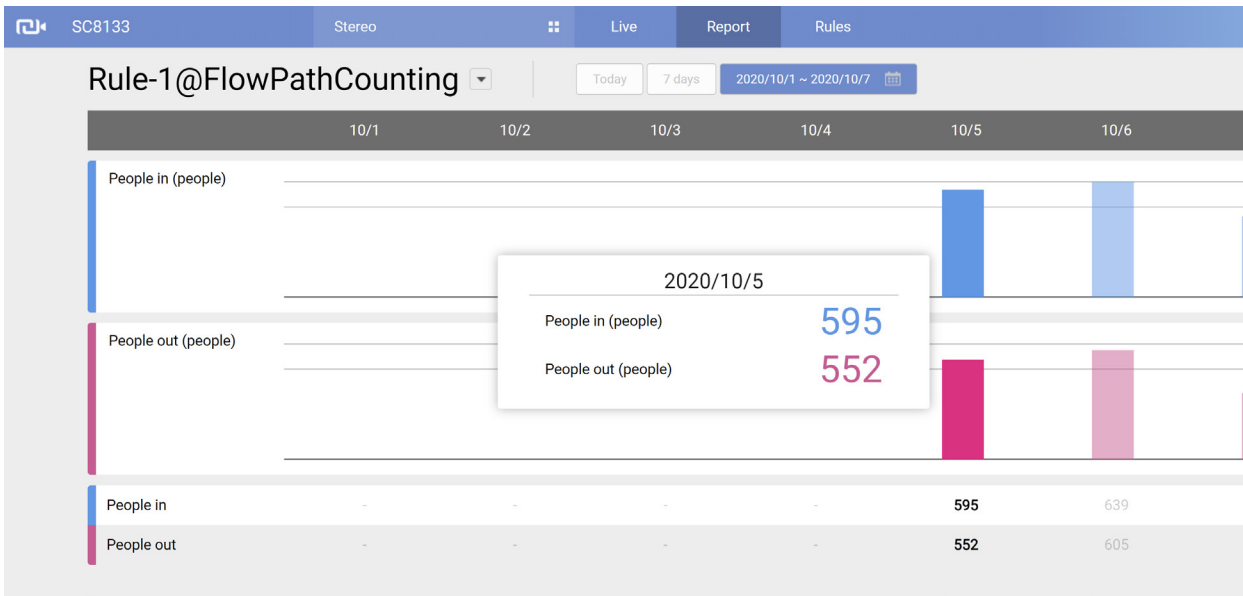 SC8133 Stereo Live Report Rules
Rule-1@FlowPathCounting Today 7 days 2020/10/1 ~ 2020/10/7
10/1 10/2 10/3 10/4 10/5 10/6
People in (people)
2020/10/5
People in (people) 595
People out (people)
People out (people) 552
People in - - - - 595 639
People out - - - - 552 605